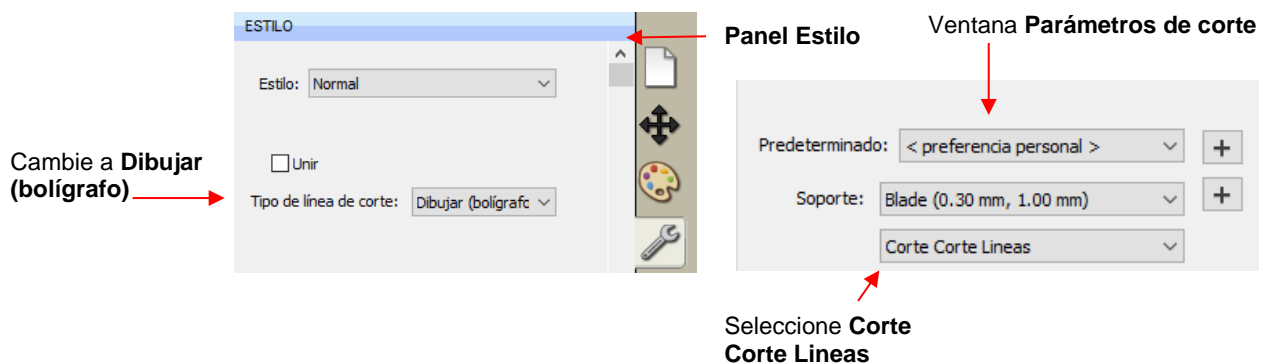 ESTILO
Estilo: Normal
Unir
Tipo de línea de corte: Dibujar (bolígrafc
Cambie a Dibujar
(bolígrafo)
Panel Estilo
Ventana Parámetros de corte
Predeterminado: < preferencia personal > +
Soporte: Blade (0.30 mm, 1.00 mm) +
Corte Corte Lineas
Seleccione Corte
Corte Lineas